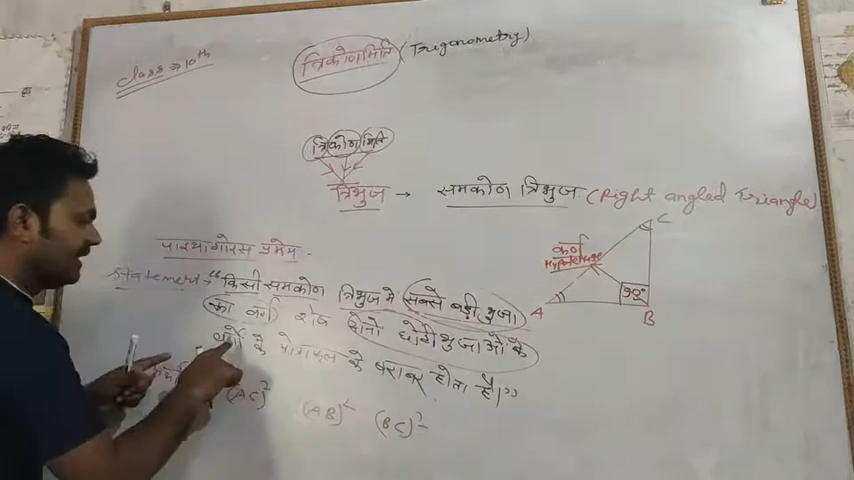 class → 10th
त्रिकोणमिति (Trigonometry)
त्रिकोणमिति
त्रिभुज → समकोण त्रिभुज (Right angled Triangle)
पाइथागोरस प्रमेय -
Statement → "किसी समकोण त्रिभुज में सबसे बड़ी भुजा
का वर्ग शेष दोनों छोटी भुजाओं के
वर्गों के योगफल के बराबर होता है।"
(AC)² (AB)² (BC)²
कर्ण
Hypotenuse
C
90°
A
B